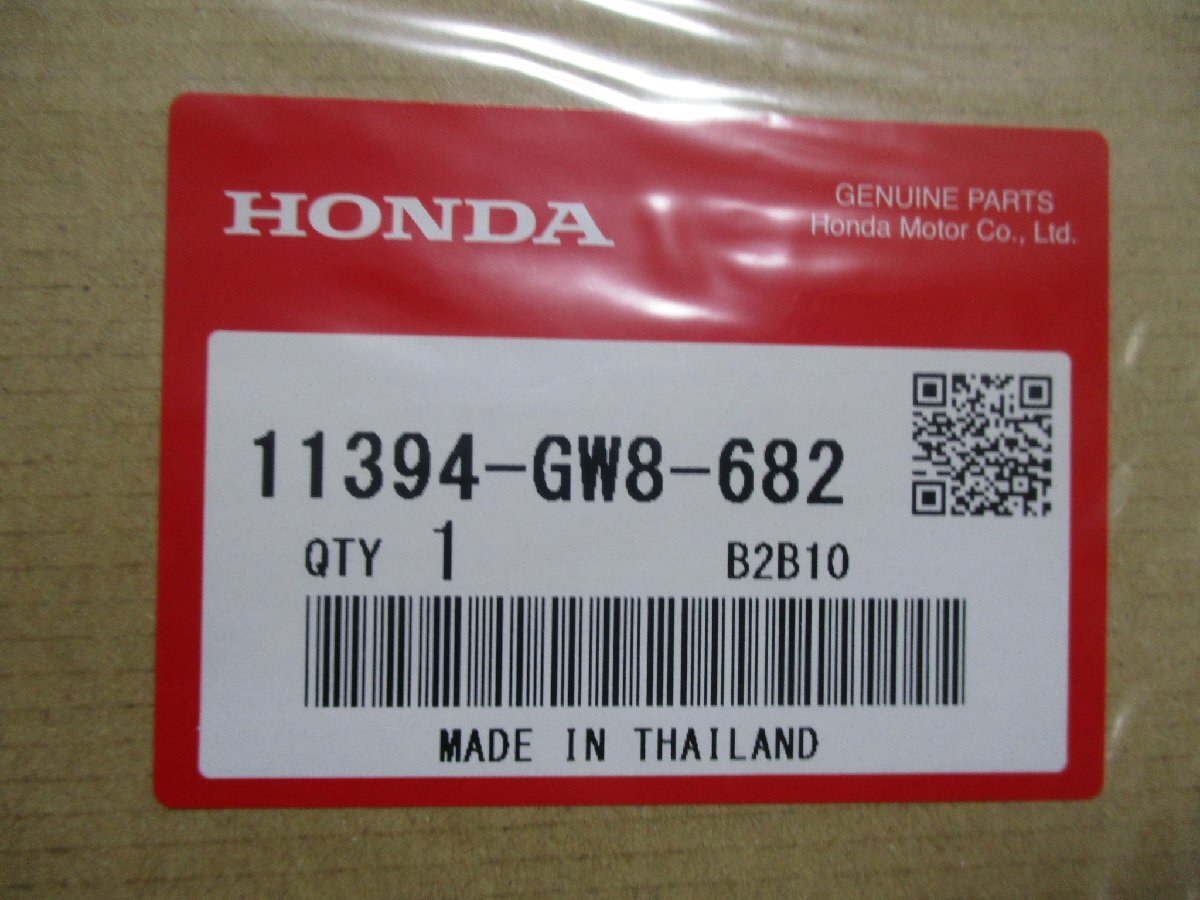 HONDA
GENUINE PARTS
Honda Motor Co., Ltd.
11394-GW8-682
QTY 1 B2B10
MADE IN THAILAND